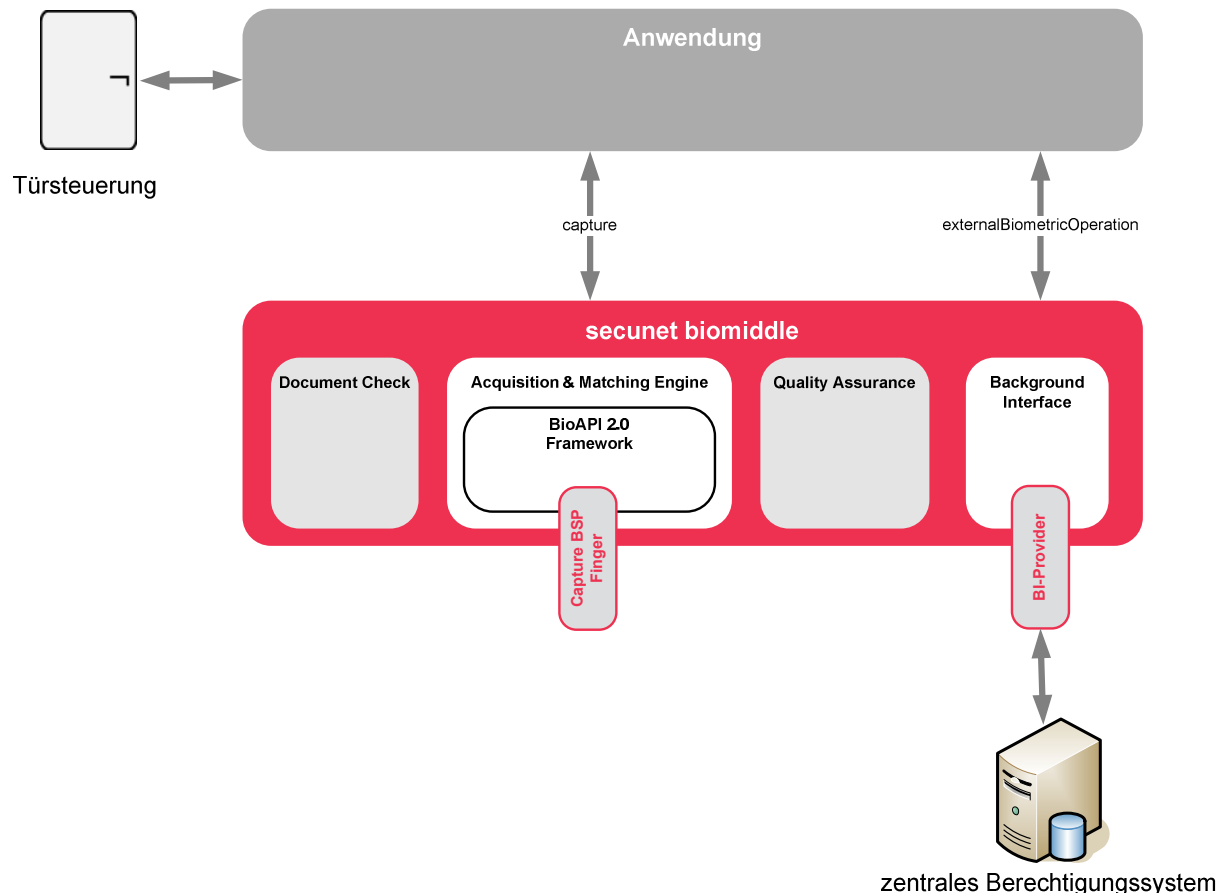 Anwendung
Türsteuerung
capture
externalBiometricOperation
secunet biomiddle
Document Check
Acquisition & Matching Engine
Quality Assurance
Background
Interface
BioAPI 2.0
Framework
Capture BSP
Finger
BI-Provider
zentrales Berechtigungssystem